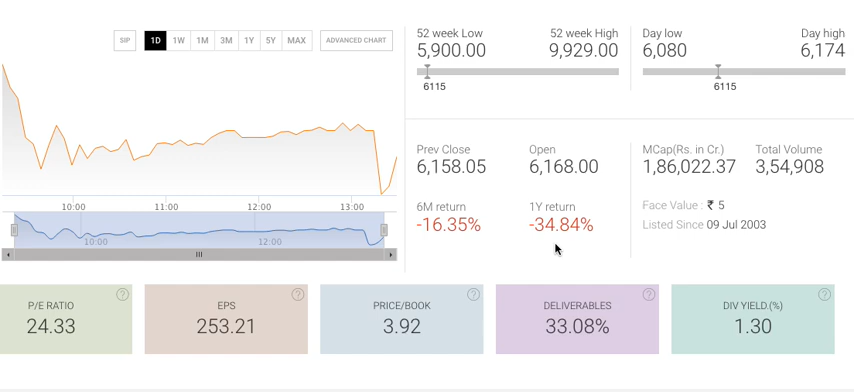 SIP 1D 1W 1M 3M 1Y 5Y MAX ADVANCED CHART
10:00 11:00 12:00 13:00
10:00 12:00
52 week Low 52 week High
5,900.00 9,929.00
6115
Day low Day high
6,080 6,174
6115
Prev Close Open
6,158.05 6,168.00
6M return 1Y return
-16.35% -34.84%
MCap(Rs. in Cr.) Total Volume
1,86,022.37 3,54,908
Face Value : ₹ 5
Listed Since 09 Jul 2003
P/E RATIO ?
24.33
EPS ?
253.21
PRICE/BOOK ?
3.92
DELIVERABLES ?
33.08%
DIV YIELD.(%) ?
1.30